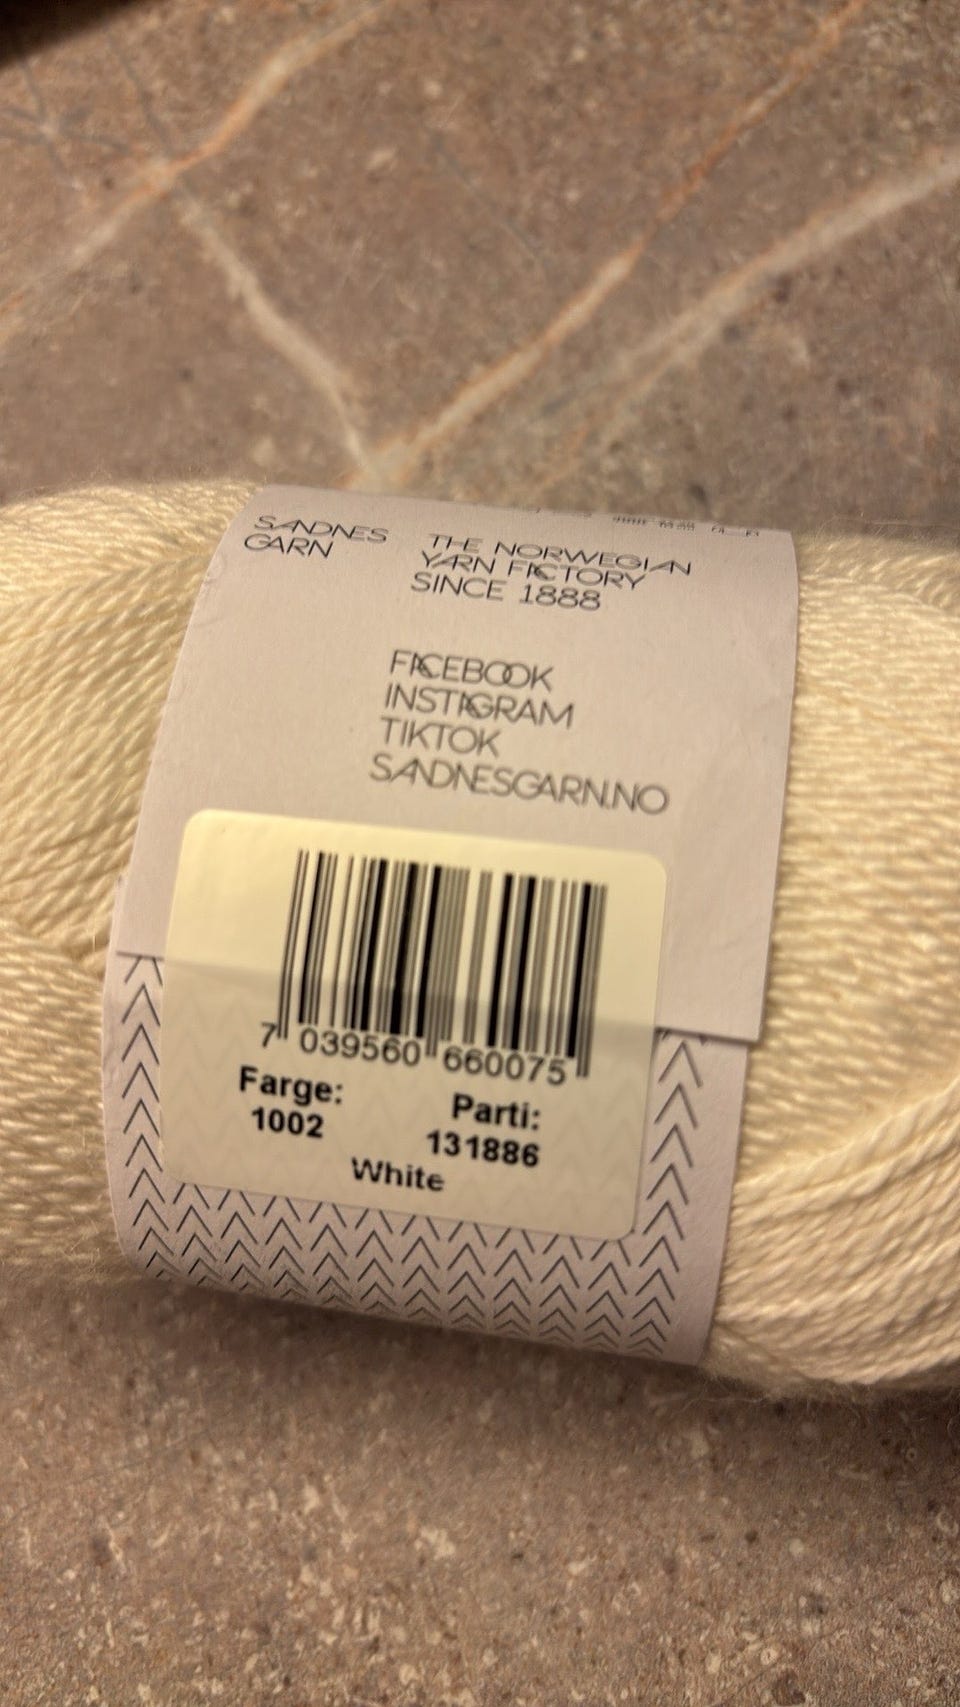 SANDNES
GARN
THE NORWEGIAN
YARN FACTORY
SINCE 1888
FACEBOOK
INSTAGRAM
TIKTOK
SANDNESGARN.NO
7 039560 660075
Farge:
1002
Parti:
131886
White